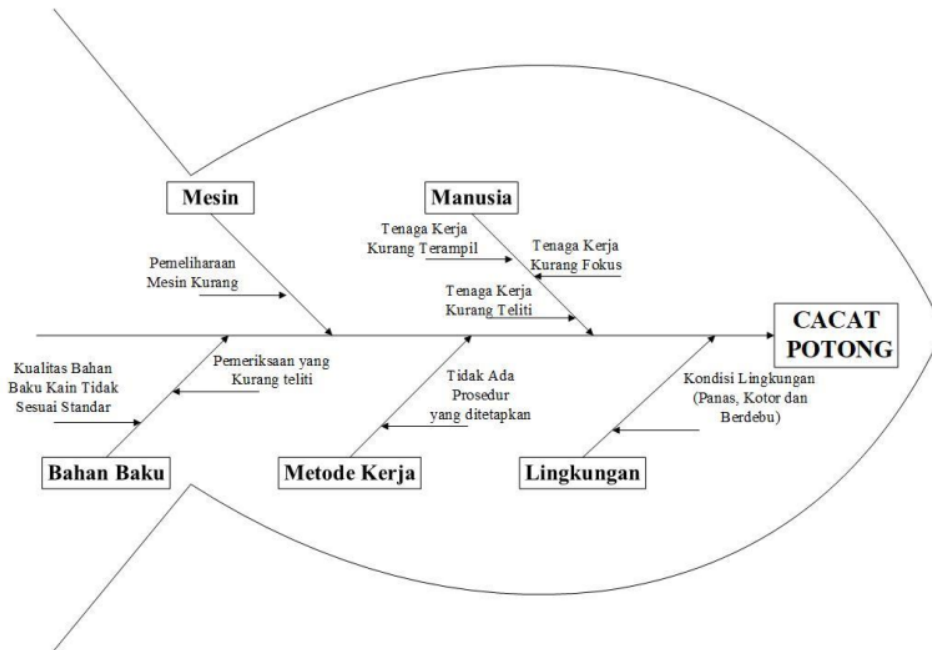 Mesin
Manusia
Tenaga Kerja
Kurang Terampil
Tenaga Kerja
Kurang Fokus
Pemeliharaan
Mesin Kurang
Tenaga Kerja
Kurang Teliti
CACAT
POTONG
Kualitas Bahan
Baku Kain Tidak
Sesuai Standar
Pemeriksaan yang
Kurang teliti
Tidak Ada
Prosedur
yang ditetapkan
Kondisi Lingkungan
(Panas, Kotor dan
Berdebu)
Bahan Baku
Metode Kerja
Lingkungan